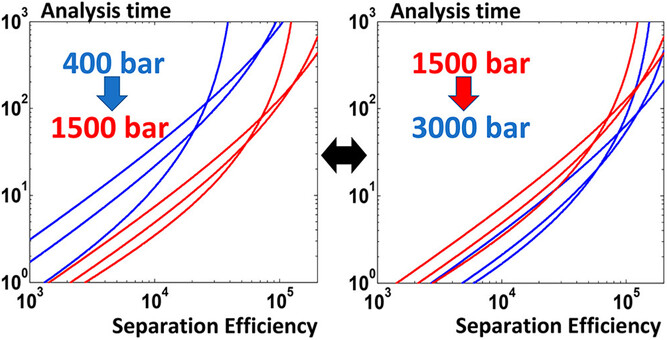 Analysis time
10³
10²
10¹
10⁰
10³
10⁴
10⁵
Separation Efficiency
400 bar
1500 bar
Analysis time
10³
10²
10¹
10⁰
10³
10⁴
10⁵
Separation Efficiency
1500 bar
3000 bar